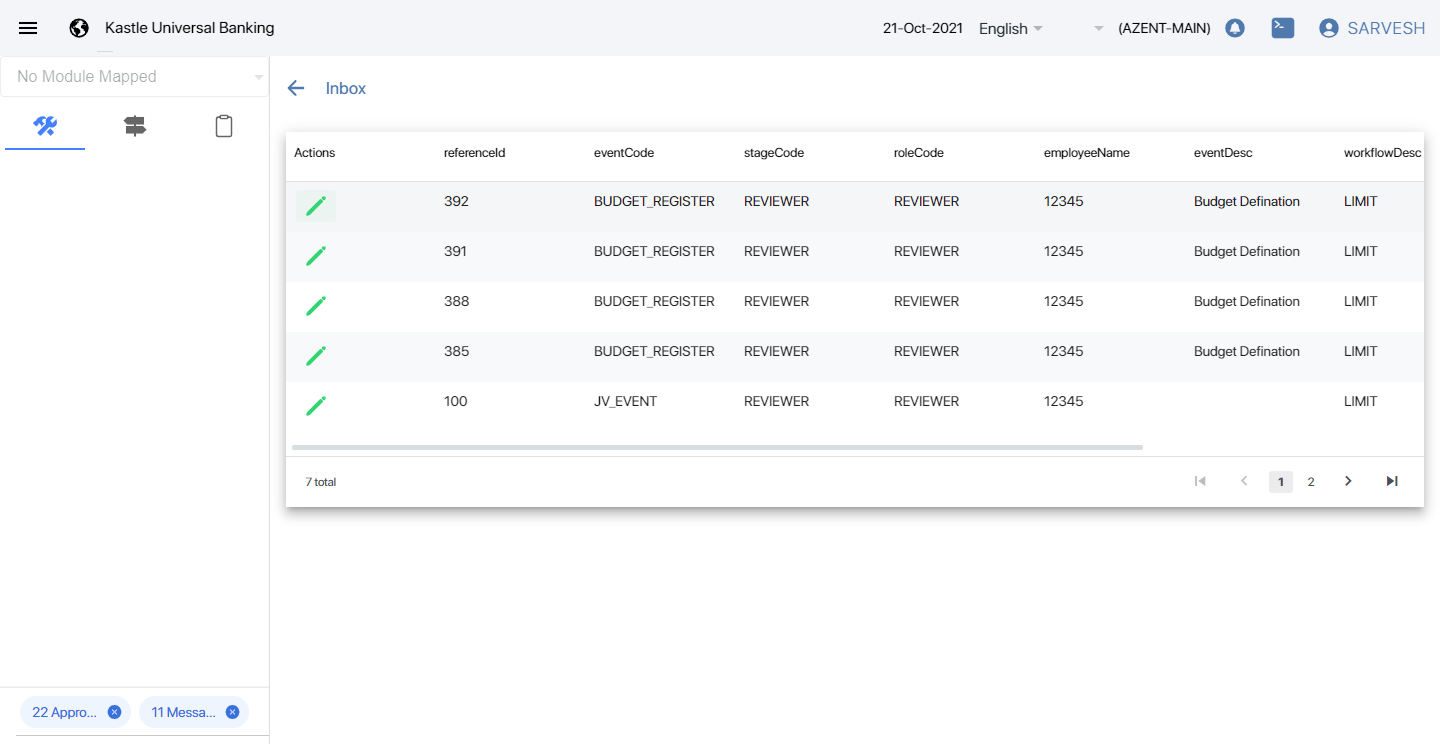 Kastle Universal Banking
21-Oct-2021 English (AZENT-MAIN) SARVESH
No Module Mapped
Inbox
Actions referenceId eventCode stageCode roleCode employeeName eventDesc workflowDesc
392 BUDGET_REGISTER REVIEWER REVIEWER 12345 Budget Defination LIMIT
391 BUDGET_REGISTER REVIEWER REVIEWER 12345 Budget Defination LIMIT
388 BUDGET_REGISTER REVIEWER REVIEWER 12345 Budget Defination LIMIT
385 BUDGET_REGISTER REVIEWER REVIEWER 12345 Budget Defination LIMIT
100 JV_EVENT REVIEWER REVIEWER 12345 LIMIT
7 total
1 2
22 Appro... 11 Messa...